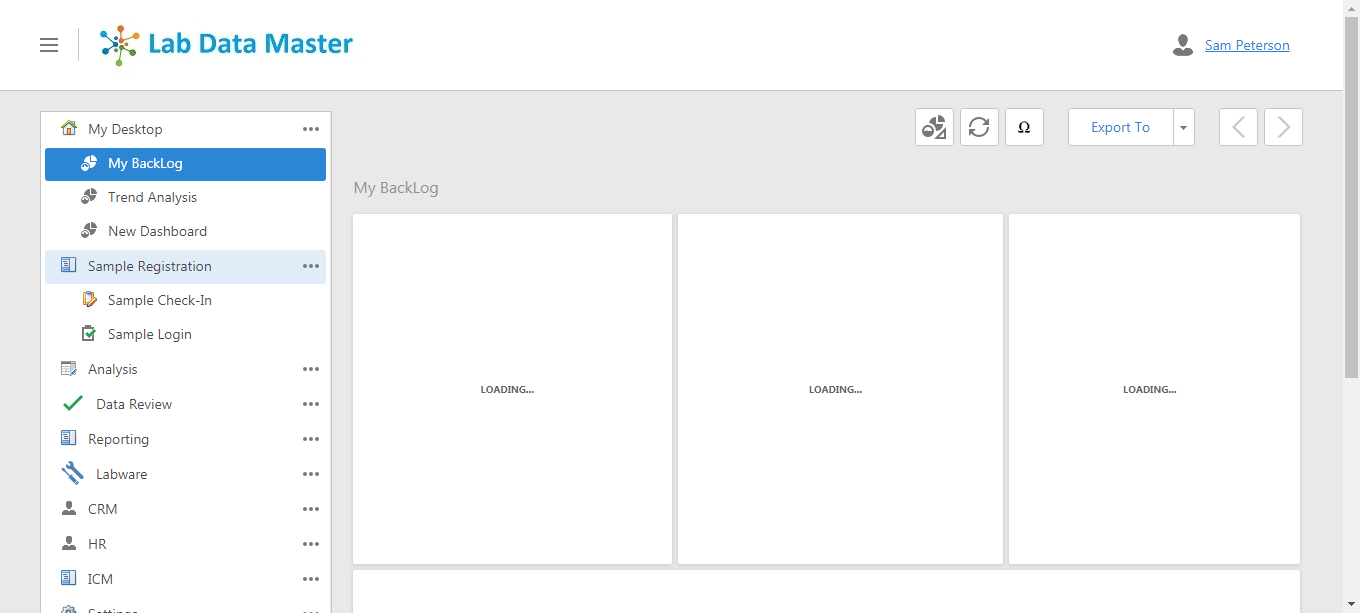 Lab Data Master
Sam Peterson
My Desktop
My BackLog
Trend Analysis
New Dashboard
Sample Registration
Sample Check-In
Sample Login
Analysis
Data Review
Reporting
Labware
CRM
HR
ICM
Settings
Ω
Export To
My BackLog
LOADING...
LOADING...
LOADING...